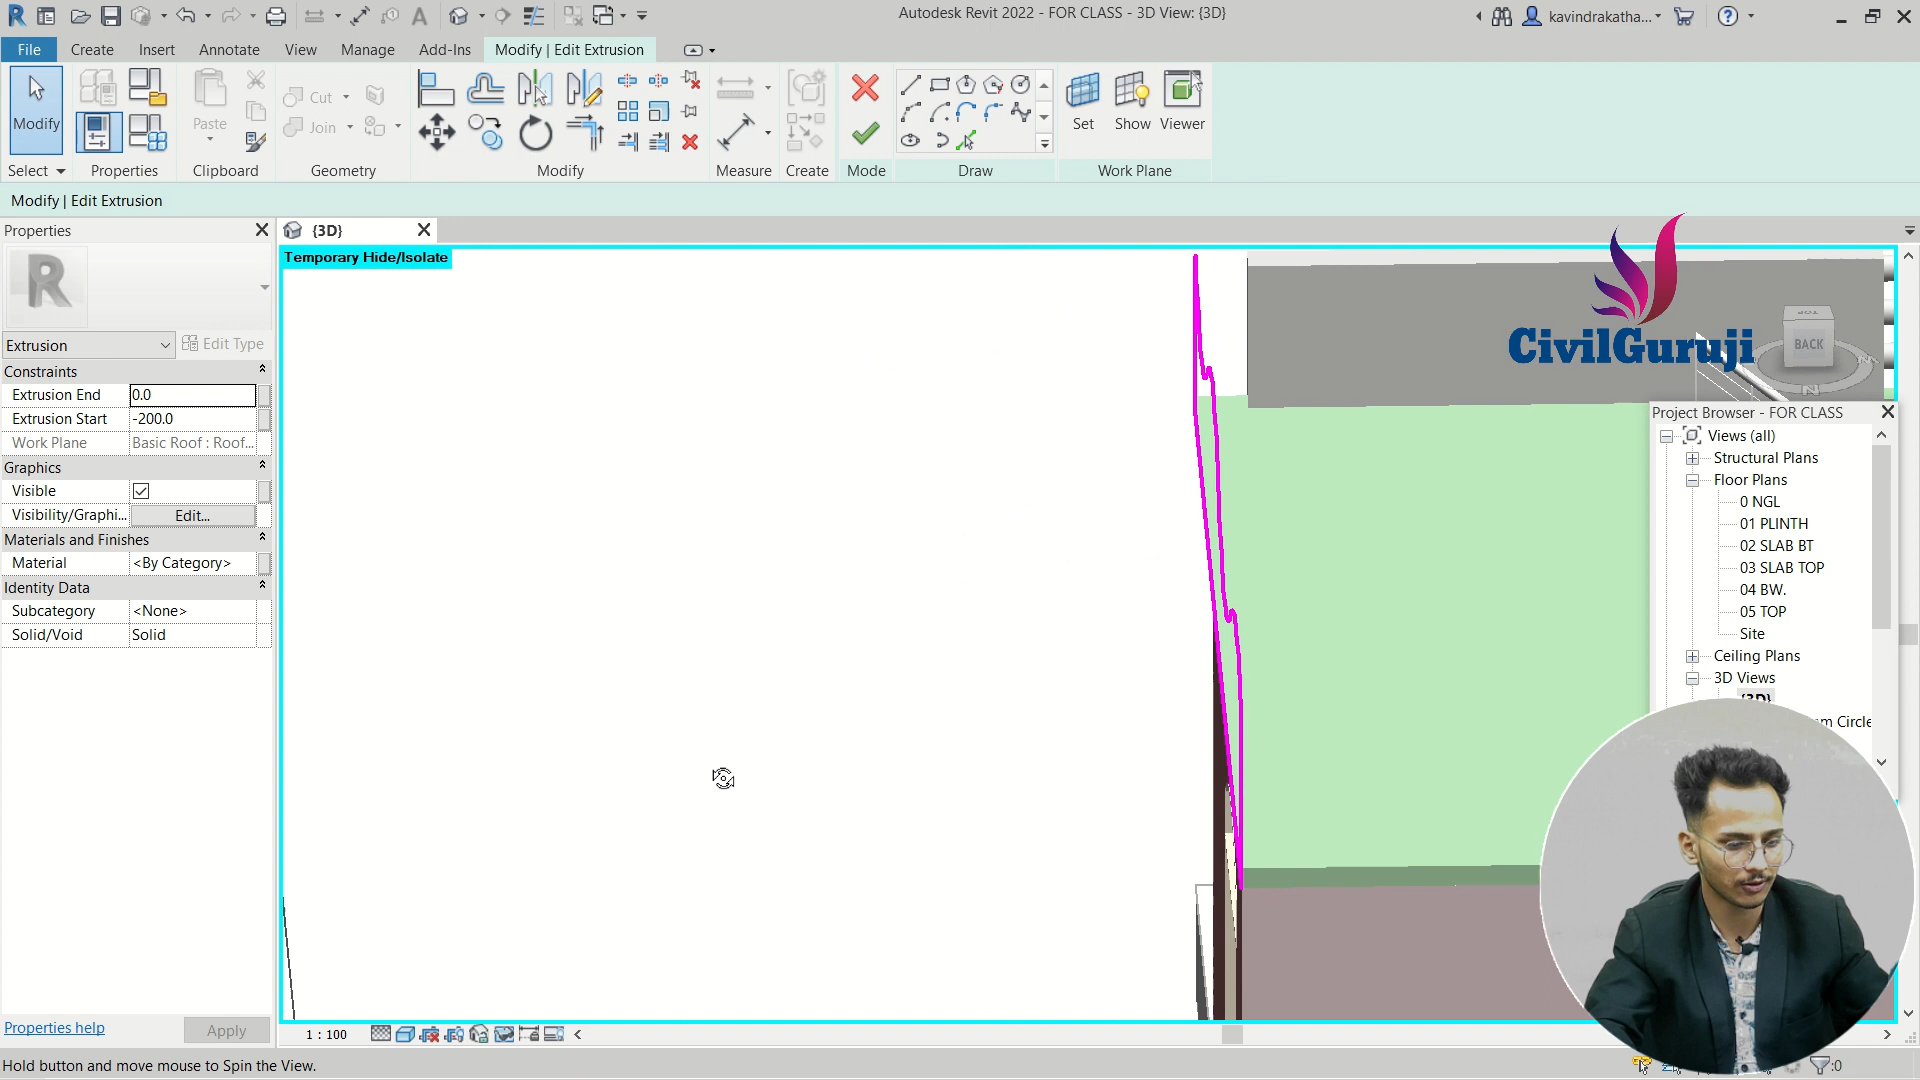 Autodesk Revit 2022 - FOR CLASS - 3D View: {3D}
kavindrakatha...
File
Create
Insert
Annotate
View
Manage
Add-Ins
Modify | Edit Extrusion
Modify
Paste
Cut
Join
Set
Show
Viewer
Select
Properties
Clipboard
Geometry
Modify
Measure
Create
Mode
Draw
Work Plane
Modify | Edit Extrusion
Properties
{3D}
Temporary Hide/Isolate
R
Extrusion
Edit Type
Constraints
Extrusion End 0.0
Extrusion Start -200.0
Work Plane Basic Roof : Roof...
Graphics
Visible
Visibility/Graphi... Edit...
Materials and Finishes
Material <By Category>
Identity Data
Subcategory <None>
Solid/Void Solid
Properties help
Apply
CivilGuruji
TOP
BACK
N
Project Browser - FOR CLASS
Views (all)
Structural Plans
Floor Plans
0 NGL
01 PLINTH
02 SLAB BT
03 SLAB TOP
04 BW.
05 TOP
Site
Ceiling Plans
3D Views
{3D}
m Circle
1 : 100
Hold button and move mouse to Spin the View.
:0